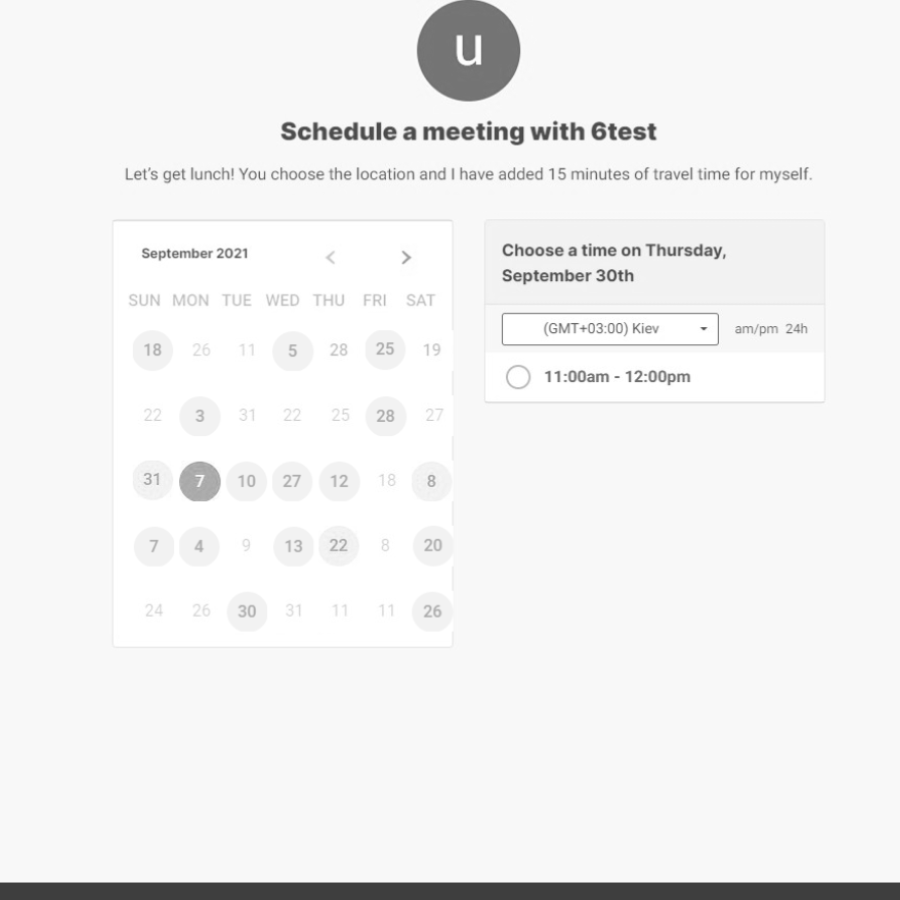 u
Schedule a meeting with 6test
Let's get lunch! You choose the location and I have added 15 minutes of travel time for myself.
September 2021
SUN MON TUE WED THU FRI SAT
18 26 11 5 28 25 19
22 3 31 22 25 28 27
31 7 10 27 12 18 8
7 4 9 13 22 8 20
24 26 30 31 11 11 26
Choose a time on Thursday,
September 30th
(GMT+03:00) Kiev am/pm 24h
11:00am - 12:00pm